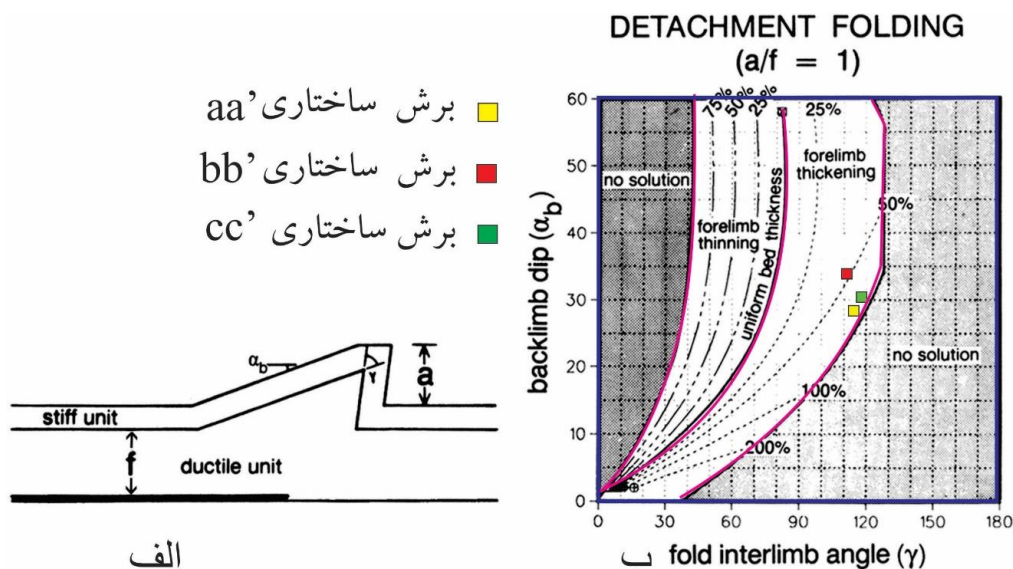 DETACHMENT FOLDING
(a/f = 1)
برش ساختاری aa’
برش ساختاری bb’
برش ساختاری cc’
αb
γ
a
stiff unit
f
ductile unit
الف
backlimb dip (αb)
60
50
40
30
20
10
0
75%
50%
25%
25%
no solution
forelimb thinning
uniform bed thickness
forelimb thickening
50%
no solution
100%
200%
0
30
60
90
120
150
180
ب
fold interlimb angle (γ)